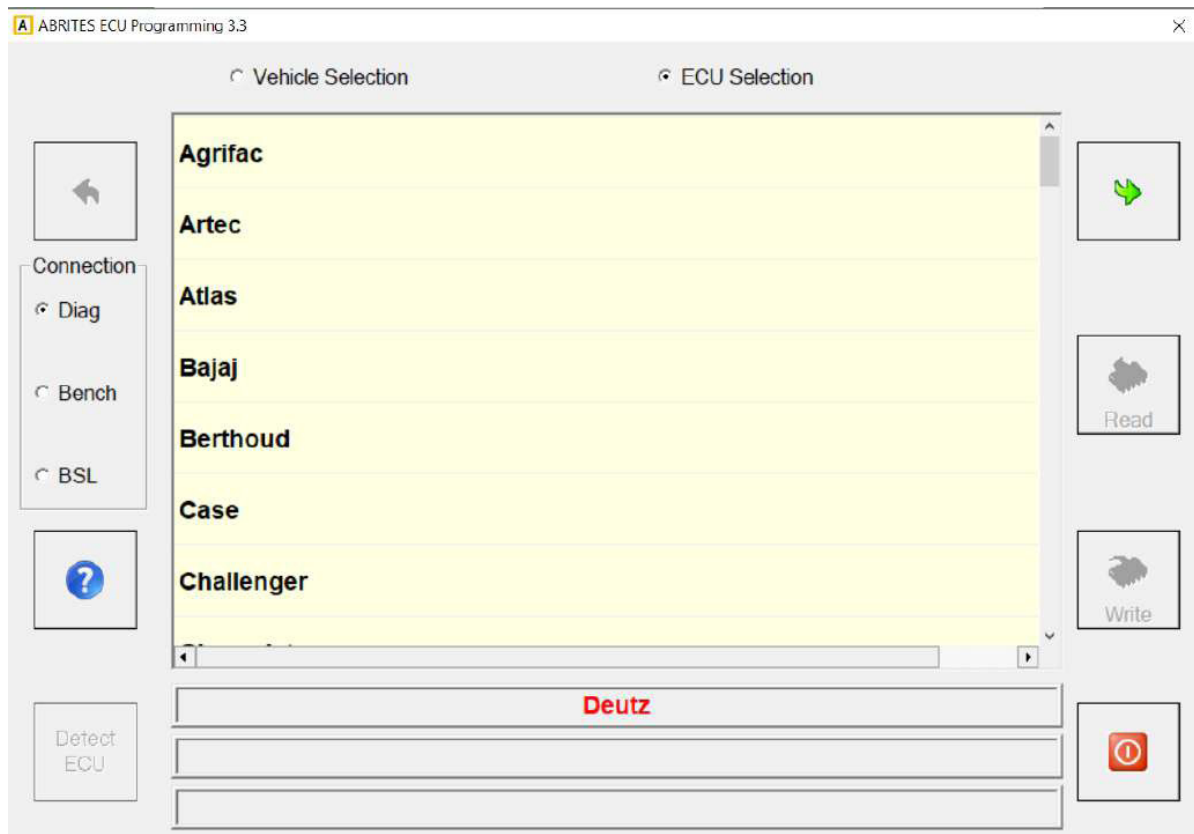 A ABRITES ECU Programming 3.3
Vehicle Selection
ECU Selection
Agrifac
Artec
Atlas
Bajaj
Berthoud
Case
Challenger
Connection
Diag
Bench
BSL
Read
Write
Detect
ECU
Deutz